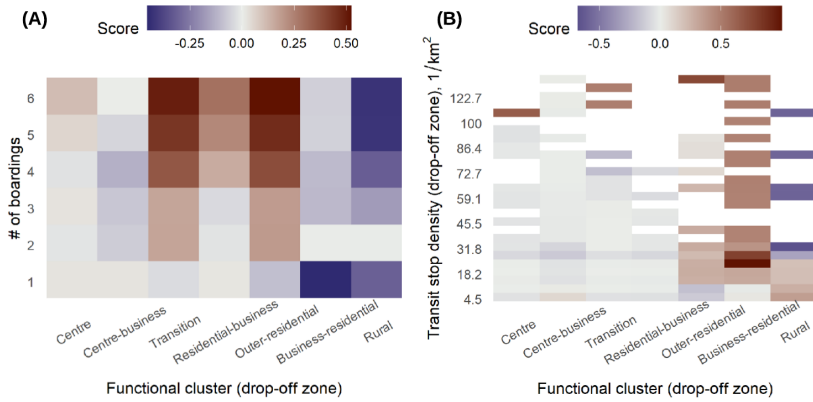 (A)
Score
-0.25 0.00 0.25 0.50
# of boardings
6
5
4
3
2
1
Centre
Centre-business
Transition
Residential-business
Outer-residential
Business-residential
Rural
Functional cluster (drop-off zone)
(B)
Score
-0.5 0.0 0.5
Transit stop density (drop-off zone), 1/km²
122.7
100
86.4
72.7
59.1
45.5
31.8
18.2
4.5
Centre
Centre-business
Transition
Residential-business
Outer-residential
Business-residential
Rural
Functional cluster (drop-off zone)